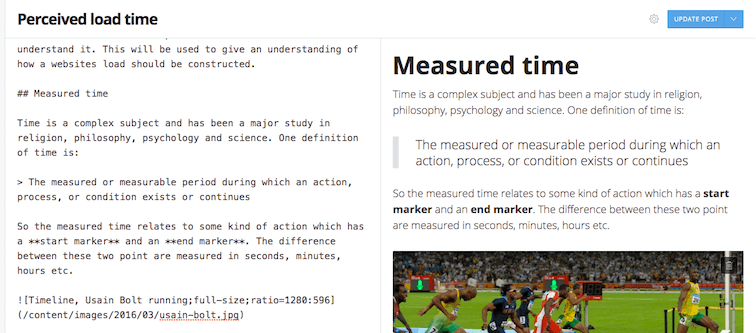 Perceived load time
UPDATE POST
understand it. This will be used to give an understanding of
how a websites load should be constructed.
## Measured time
Time is a complex subject and has been a major study in
religion, philosophy, psychology and science. One definition
of time is:
> The measured or measurable period during which an action,
process, or condition exists or continues
So the measured time relates to some kind of action which has
a **start marker** and an **end marker**. The difference
between these two point are measured in seconds, minutes,
hours etc.
![Timeline, Usain Bolt running;full-size;ratio=1280:596]
(/content/images/2016/03/usain-bolt.jpg)
Measured time
Time is a complex subject and has been a major study in religion,
philosophy, psychology and science. One definition of time is:
The measured or measurable period during which an
action, process, or condition exists or continues
So the measured time relates to some kind of action which has a start
marker and an end marker. The difference between these two point
are measured in seconds, minutes, hours etc.